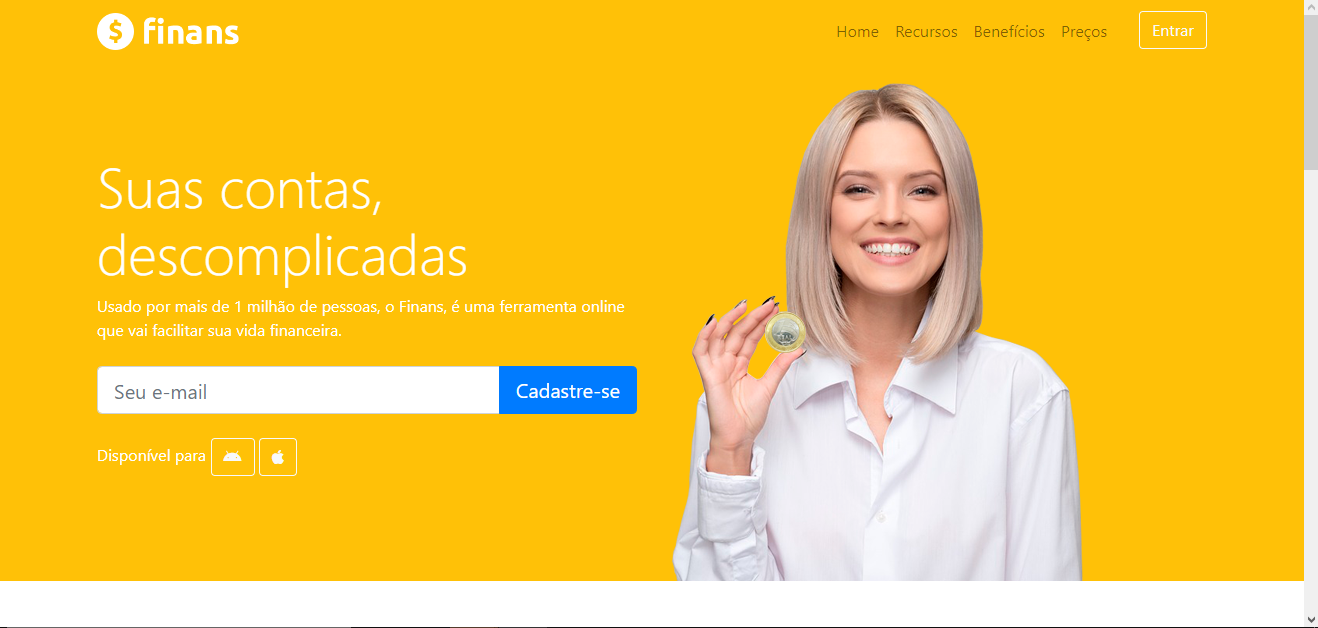 finans
Home Recursos Benefícios Preços Entrar
Suas contas,
descomplicadas
Usado por mais de 1 milhão de pessoas, o Finans, é uma ferramenta online
que vai facilitar sua vida financeira.
Seu e-mail Cadastre-se
Disponível para